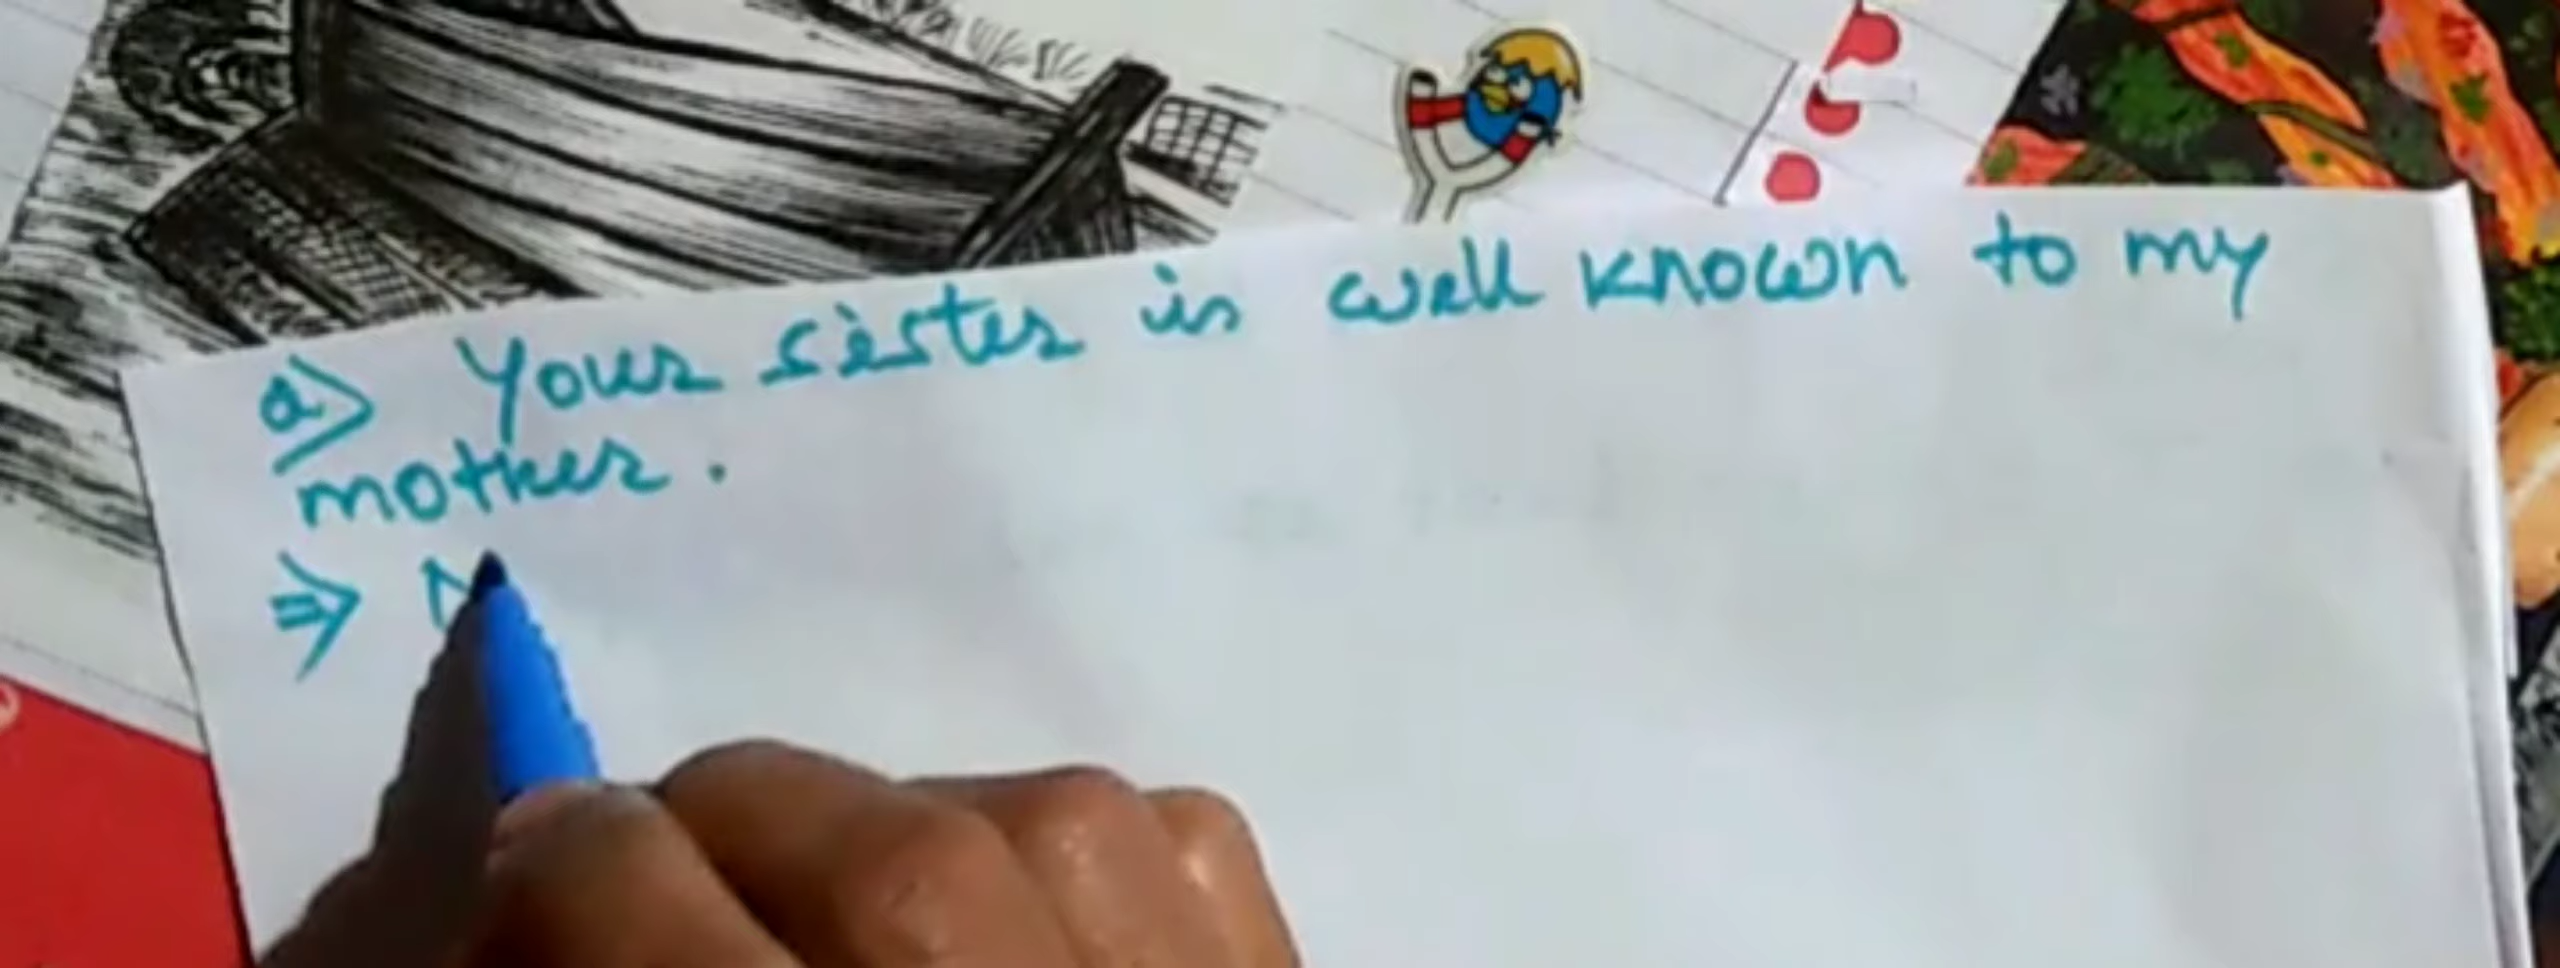 a) Your sister is well known to my
mother.
⇒